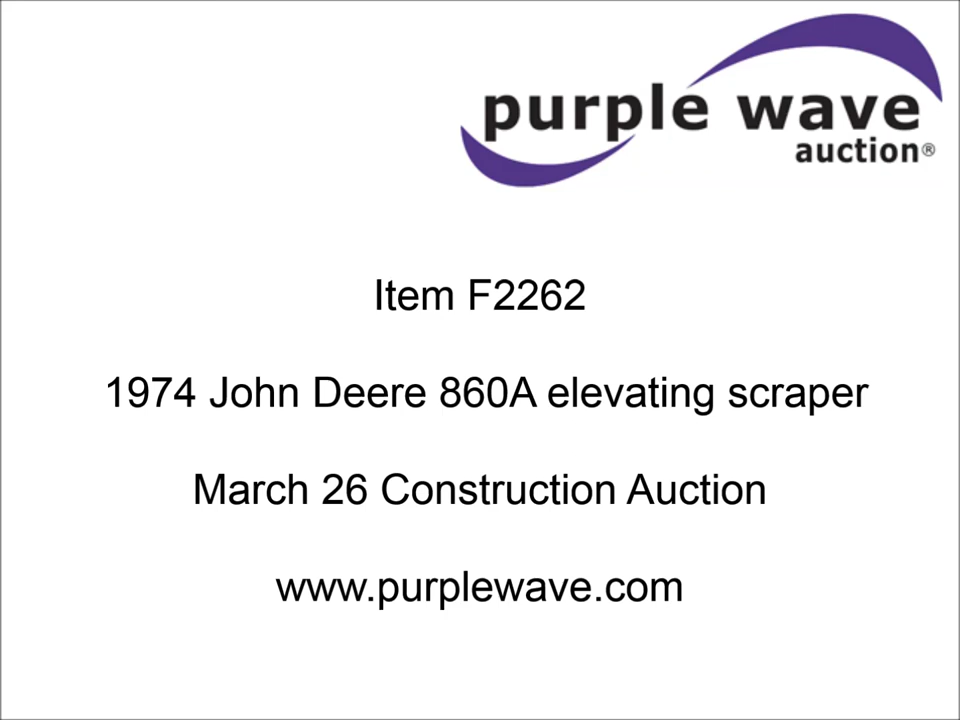 purple wave
auction®
Item F2262
1974 John Deere 860A elevating scraper
March 26 Construction Auction
www.purplewave.com